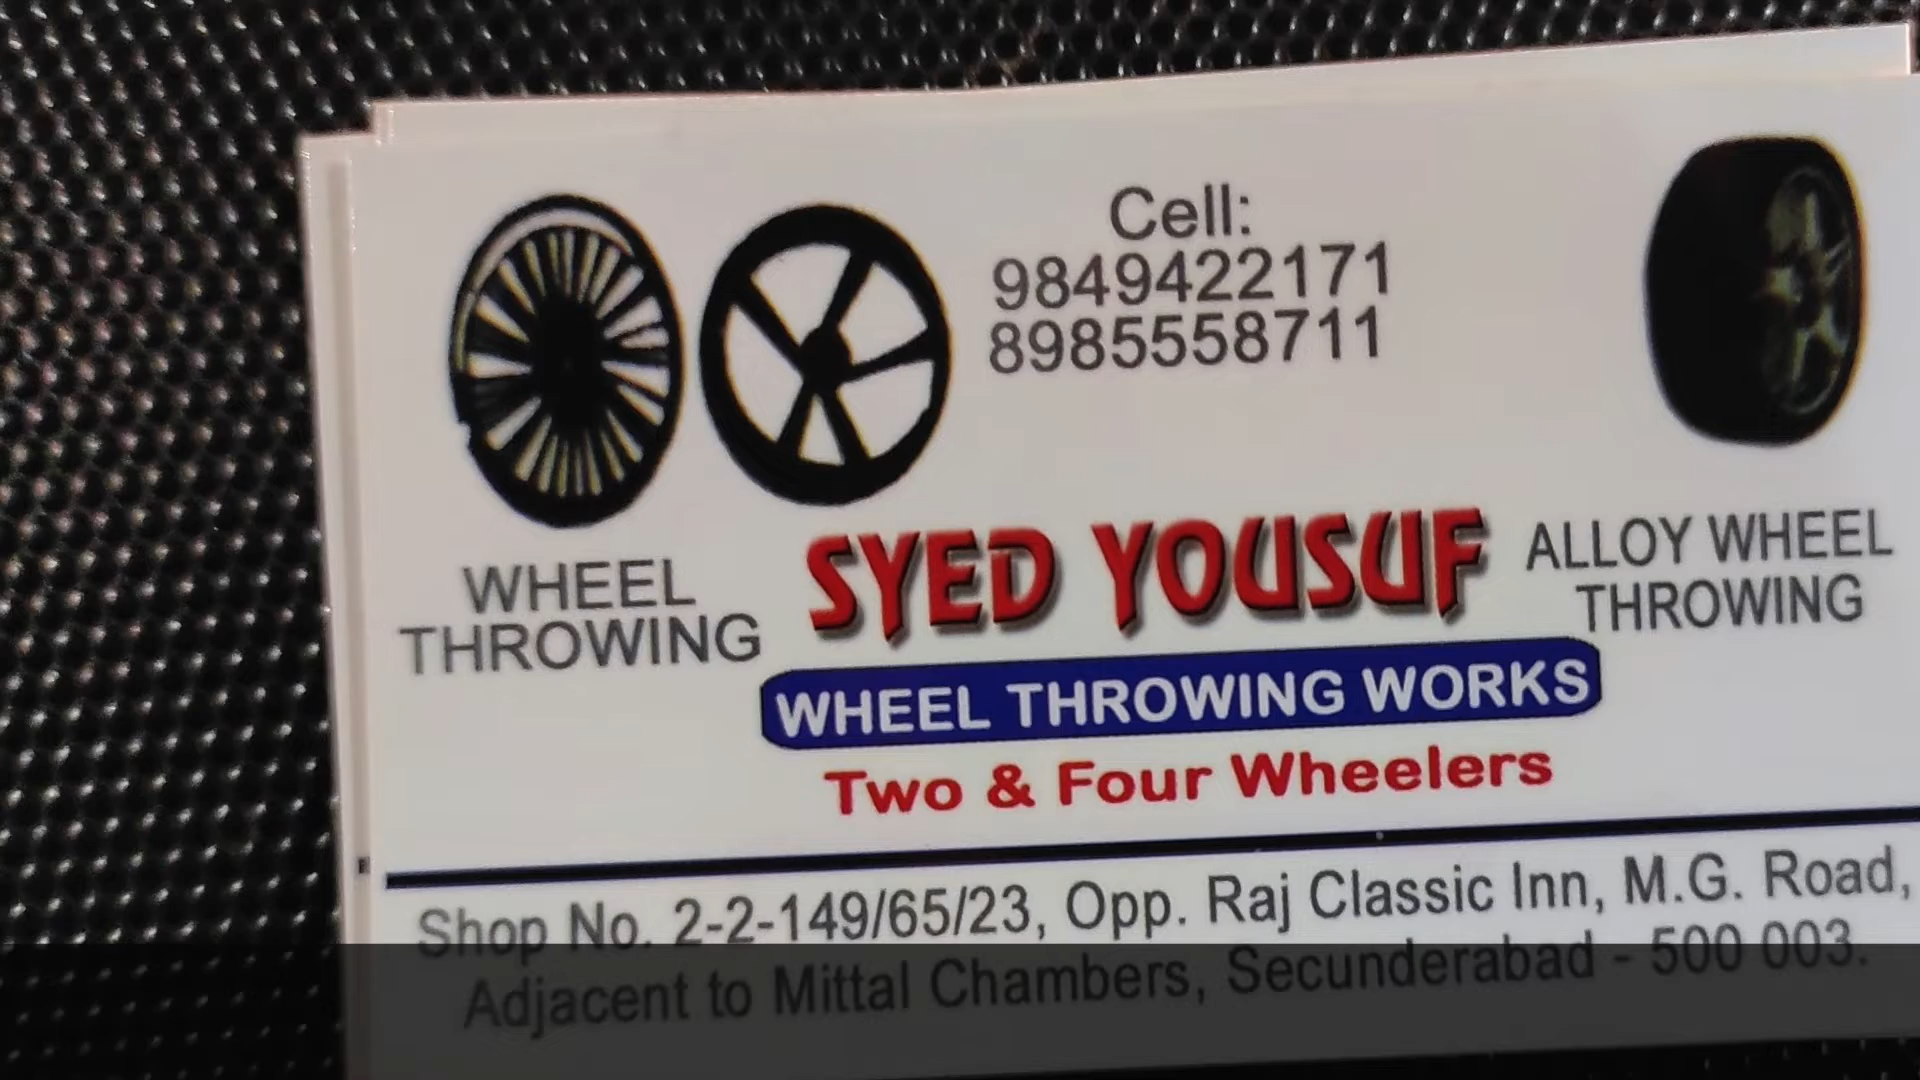 Cell:
9849422171
8985558711
WHEEL
THROWING
SYED YOUSUF
ALLOY WHEEL
THROWING
WHEEL THROWING WORKS
Two & Four Wheelers
Shop No. 2-2-149/65/23, Opp. Raj Classic Inn, M.G. Road,
Adjacent to Mittal Chambers, Secunderabad - 500 003.